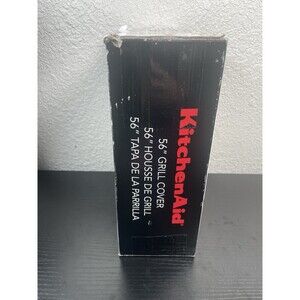 KitchenAid
56" GRILL COVER
56" HOUSSE DE GRILL
56" TAPA DE LA PARRILLA